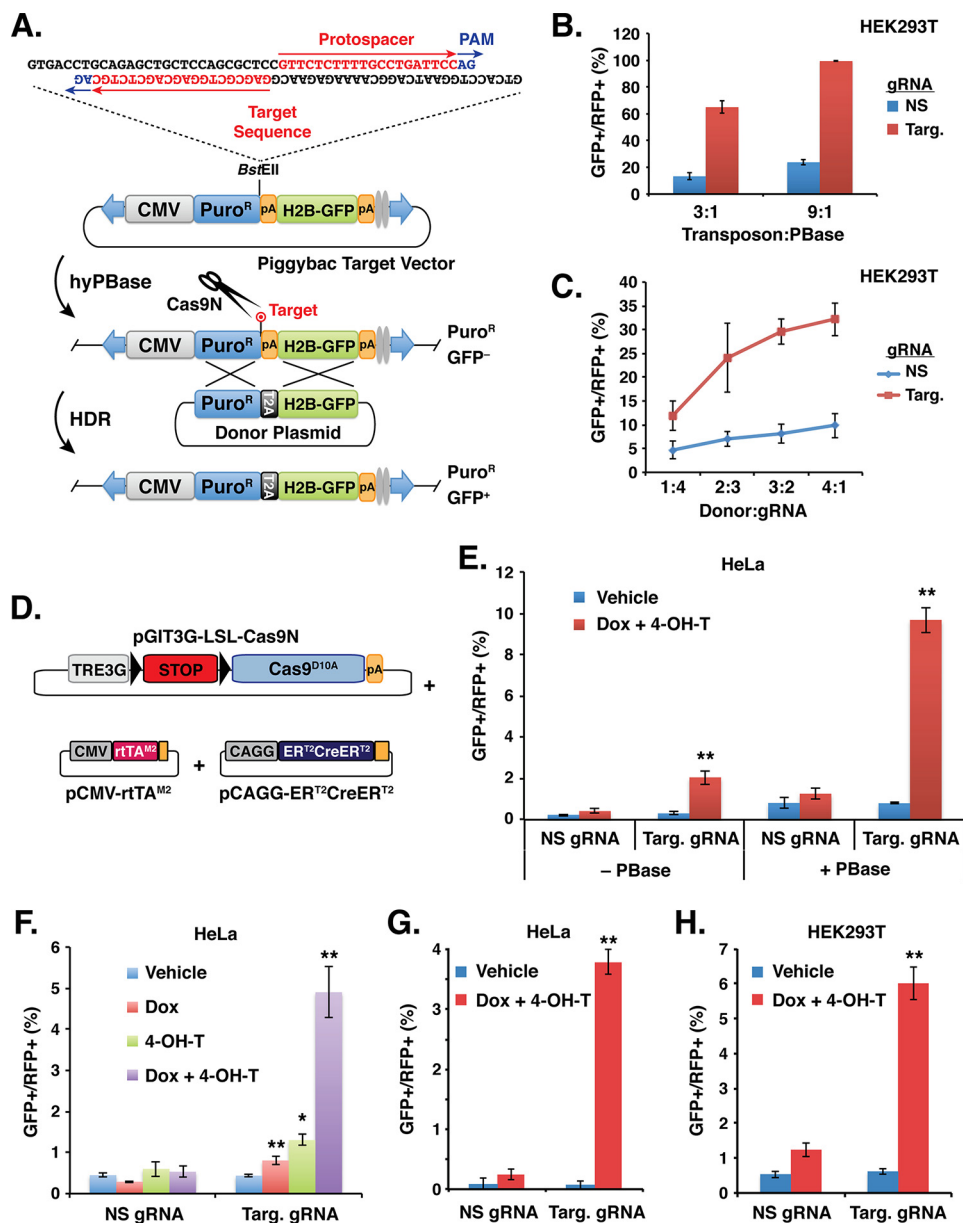 A.
Protospacer
PAM
GTGACCTGCAGAGCTGCTCCAGCGCTCCGTTCTCTTTTGCCTGATTCCAG
Target
Sequence
BstEII
CMV PuroR pA H2B-GFP pA
Piggybac Target Vector
hyPBase
Cas9N
Target
CMV PuroR pA H2B-GFP pA
PuroR
GFP–
PuroR T2A H2B-GFP
HDR
Donor Plasmid
CMV PuroR T2A H2B-GFP pA
PuroR
GFP+
B.
HEK293T
GFP+/RFP+ (%)
120
100
80
60
40
20
0
gRNA
NS
Targ.
3:1 9:1
Transposon:PBase
C.
HEK293T
GFP+/RFP+ (%)
40
35
30
25
20
15
10
5
0
gRNA
NS
Targ.
1:4 2:3 3:2 4:1
Donor:gRNA
D.
pGIT3G-LSL-Cas9N
TRE3G STOP Cas9D10A pA
+
CMV rtTAM2
+
CAGG ERT2CreERT2
pCMV-rtTAM2
pCAGG-ERT2CreERT2
E.
HeLa
GFP+/RFP+ (%)
12
10
8
6
4
2
0
Vehicle
Dox + 4-OH-T
**
**
NS gRNA Targ. gRNA NS gRNA Targ. gRNA
– PBase + PBase
F.
HeLa
GFP+/RFP+ (%)
6
5
4
3
2
1
0
Vehicle
Dox
4-OH-T
Dox + 4-OH-T
**
*
**
NS gRNA Targ. gRNA
G.
HeLa
GFP+/RFP+ (%)
4
3
2
1
0
Vehicle
Dox + 4-OH-T
**
NS gRNA Targ. gRNA
H.
HEK293T
GFP+/RFP+ (%)
7
6
5
4
3
2
1
0
Vehicle
Dox + 4-OH-T
**
NS gRNA Targ. gRNA